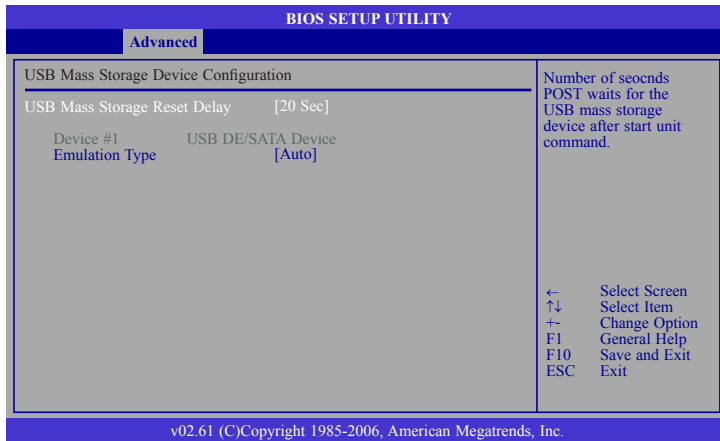 BIOS SETUP UTILITY
Advanced
USB Mass Storage Device Configuration
USB Mass Storage Reset Delay [20 Sec]
Device #1 USB DE/SATA Device
Emulation Type [Auto]
Number of seocnds
POST waits for the
USB mass storage
device after start unit
command.
← Select Screen
↑↓ Select Item
+- Change Option
F1 General Help
F10 Save and Exit
ESC Exit
v02.61 (C)Copyright 1985-2006, American Megatrends, Inc.